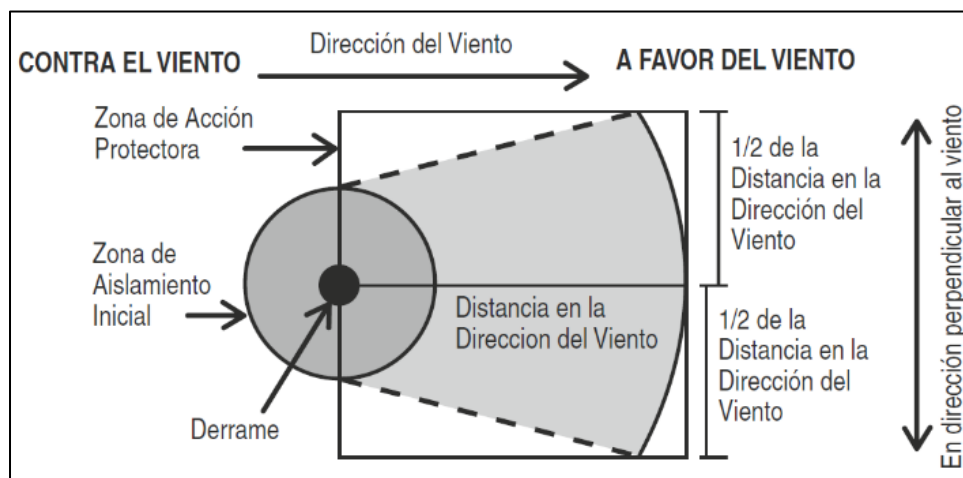 Dirección del Viento
CONTRA EL VIENTO
A FAVOR DEL VIENTO
Zona de Acción
Protectora
Zona de
Aislamiento
Inicial
Derrame
Distancia en la
Direccion del Viento
1/2 de la
Distancia en la
Dirección del
Viento
1/2 de la
Distancia en la
Dirección del
Viento
En dirección perpendicular al viento